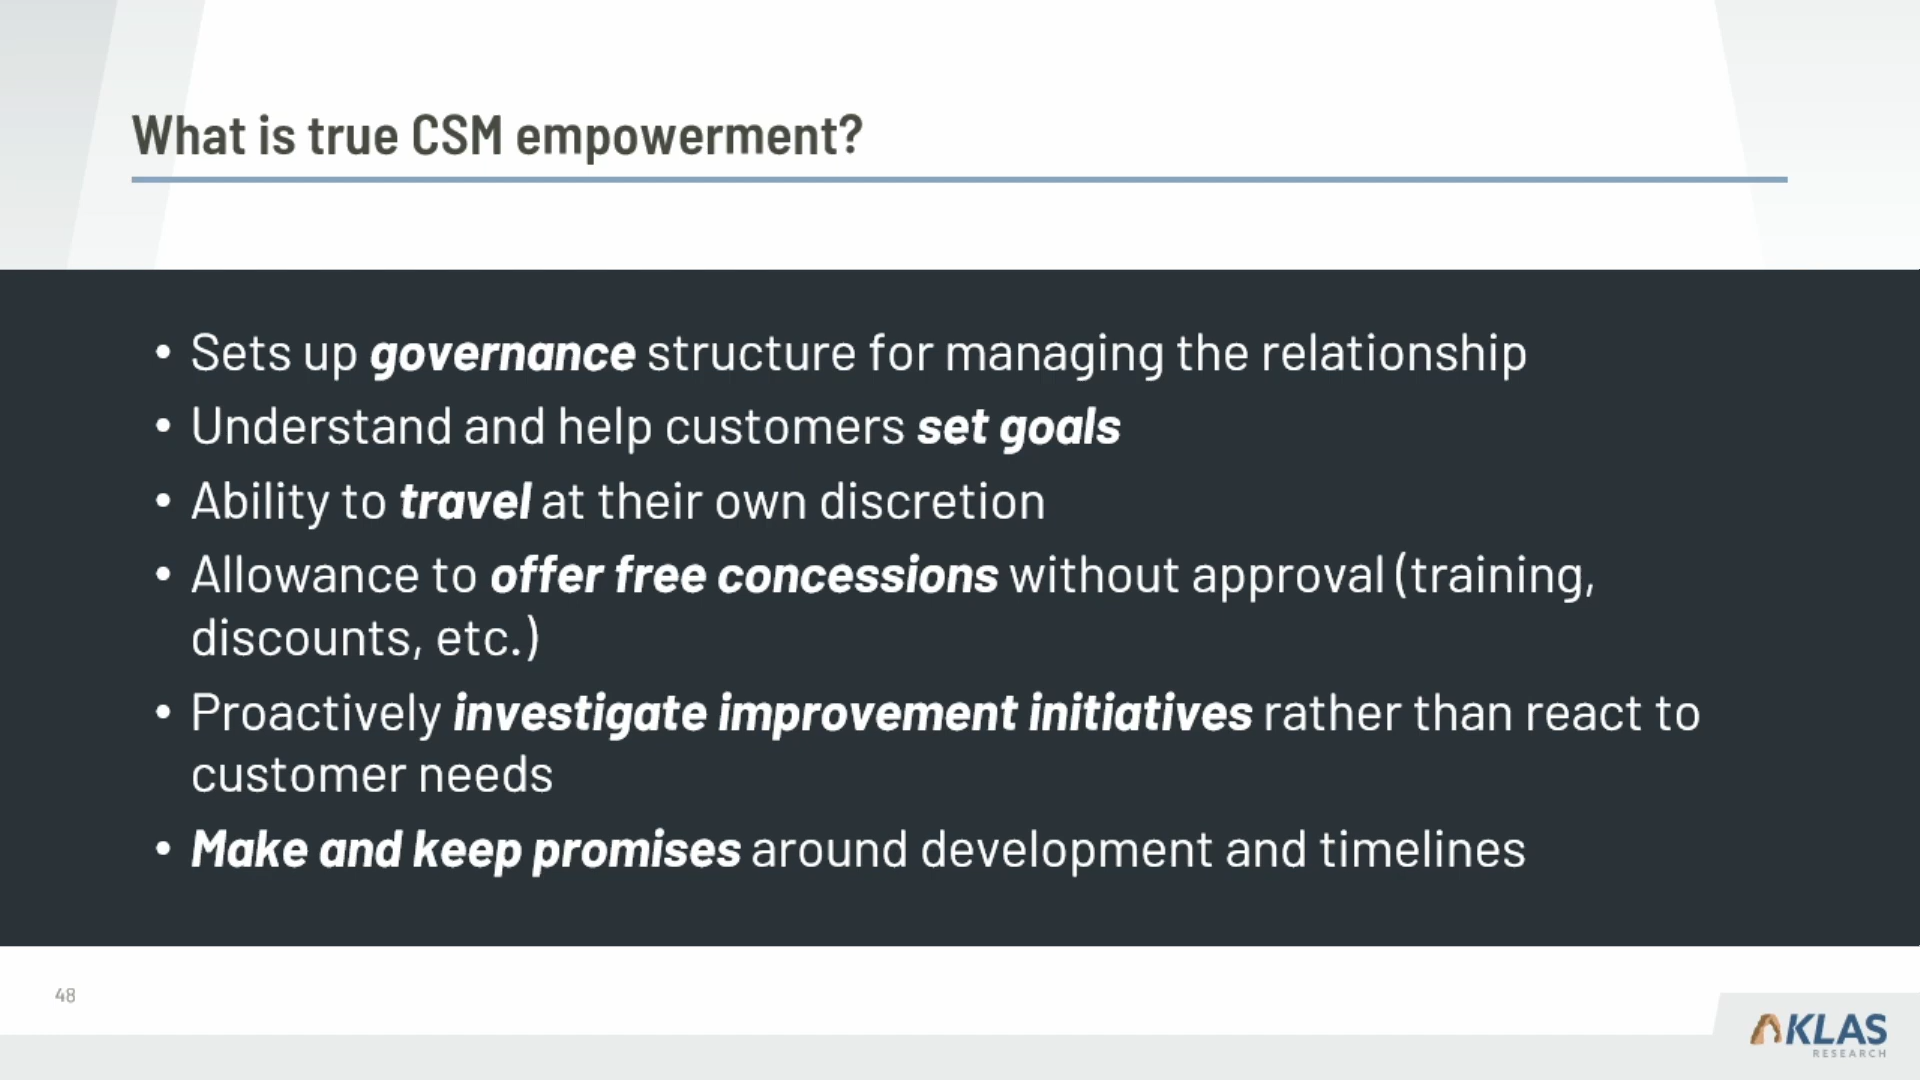 What is true CSM empowerment?
• Sets up governance structure for managing the relationship
• Understand and help customers set goals
• Ability to travel at their own discretion
• Allowance to offer free concessions without approval (training,
discounts, etc.)
• Proactively investigate improvement initiatives rather than react to
customer needs
• Make and keep promises around development and timelines
48
KLAS
RESEARCH